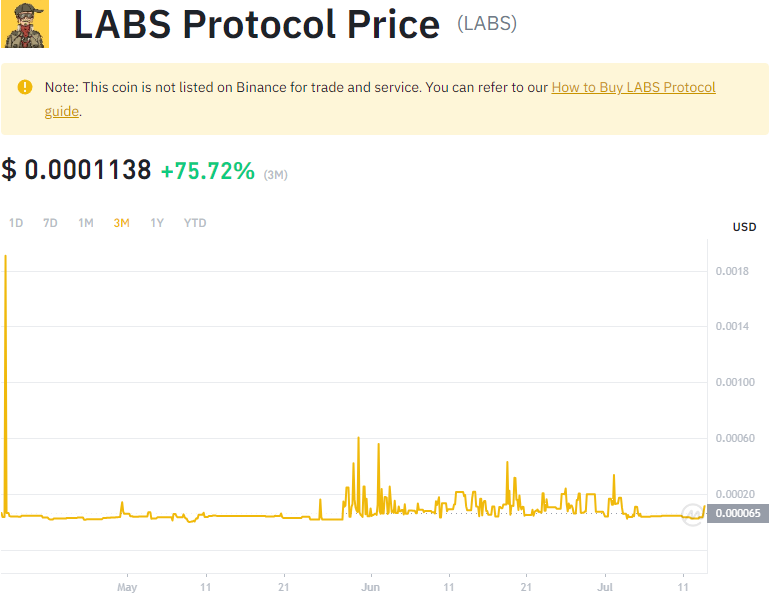 LABS Protocol Price (LABS)
Note: This coin is not listed on Binance for trade and service. You can refer to our How to Buy LABS Protocol
guide.
$ 0.0001138 +75.72% (3M)
1D 7D 1M 3M 1Y YTD
USD
0.0018
0.0014
0.00100
0.00060
0.00020
0.000065
May 11 21 Jun 11 21 Jul 11